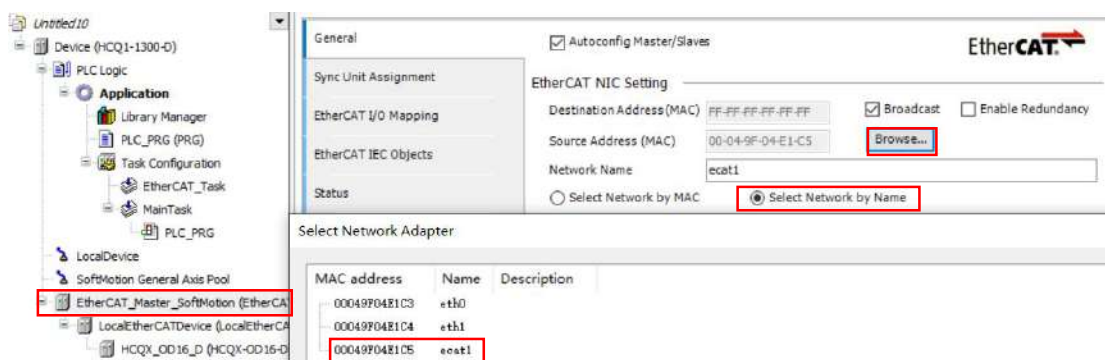 Untitled10
Device (HCQ1-1300-D)
PLC Logic
Application
Library Manager
PLC_PRG (PRG)
Task Configuration
EtherCAT_Task
MainTask
PLC_PRG
LocalDevice
SoftMotion General Axis Pool
EtherCAT_Master_SoftMotion (EtherCA
LocalEtherCATDevice (LocalEtherCA
HCQX_OD16_D (HCQX-OD16-D
General
Sync Unit Assignment
EtherCAT I/O Mapping
EtherCAT IEC Objects
Status
Autoconfig Master/Slaves
EtherCAT
EtherCAT NIC Setting
Destination Address (MAC) FF-FF-FF-FF-FF-FF Broadcast Enable Redundancy
Source Address (MAC) 00-04-9F-04-E1-C5 Browse...
Network Name ecat1
Select Network by MAC Select Network by Name
Select Network Adapter
MAC address Name Description
00049F04E1C3 eth0
00049F04E1C4 eth1
00049F04E1C5 ecat1